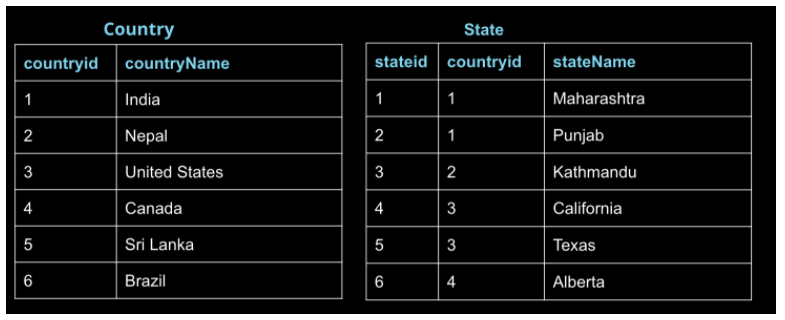 Country
countryid countryName
1 India
2 Nepal
3 United States
4 Canada
5 Sri Lanka
6 Brazil
State
stateid countryid stateName
1 1 Maharashtra
2 1 Punjab
3 2 Kathmandu
4 3 California
5 3 Texas
6 4 Alberta